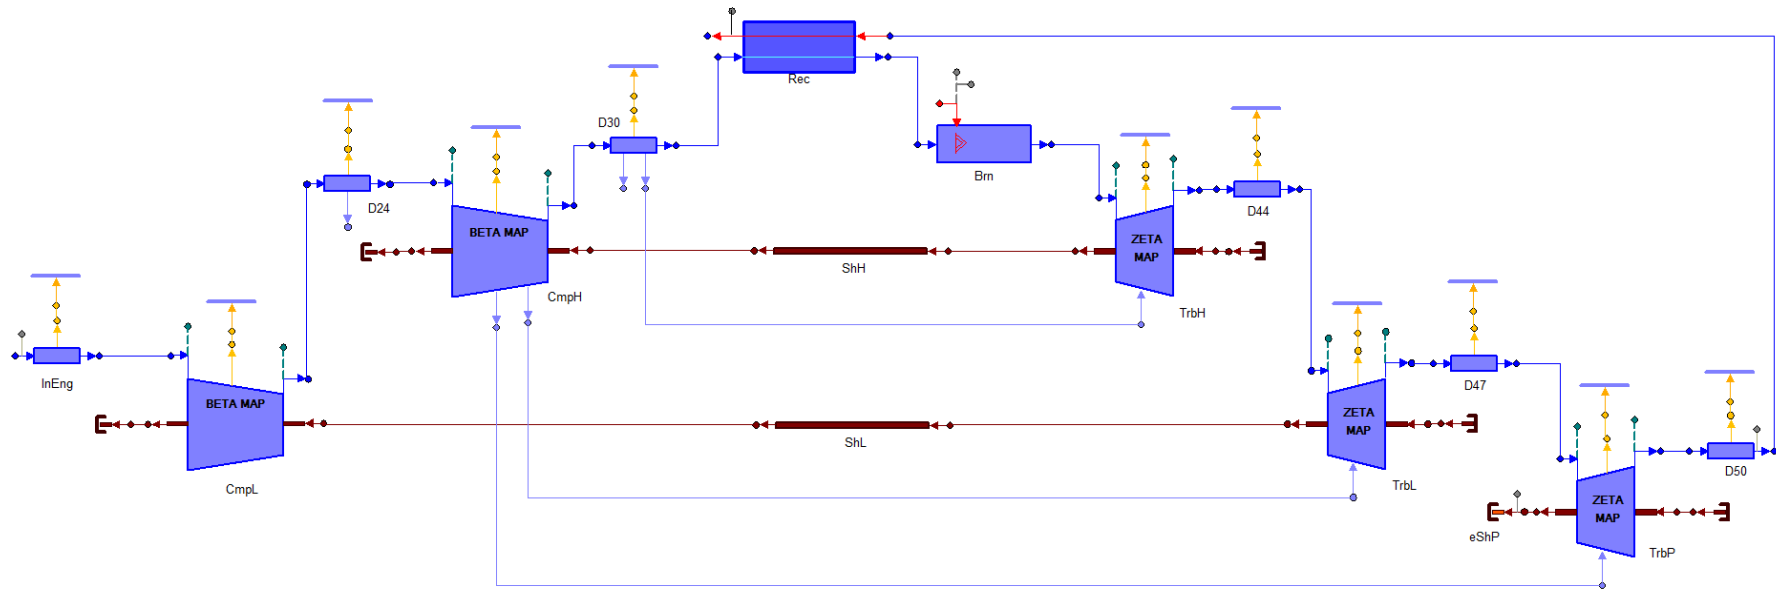 Rec
D30
Brn
D24
D44
BETA MAP
ZETA
MAP
ShH
CmpH
TrbH
InEng
D47
BETA MAP
ZETA
MAP
ShL
CmpL
TrbL
D50
ZETA
MAP
eShP
TrbP